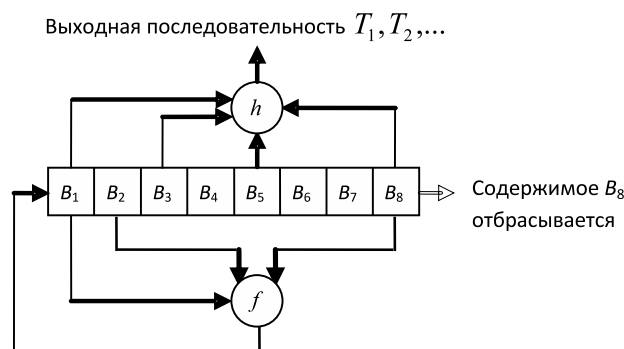 Выходная последовательность T₁, T₂,...
h
B₁ B₂ B₃ B₄ B₅ B₆ B₇ B₈
Содержимое B₈
отбрасывается
f